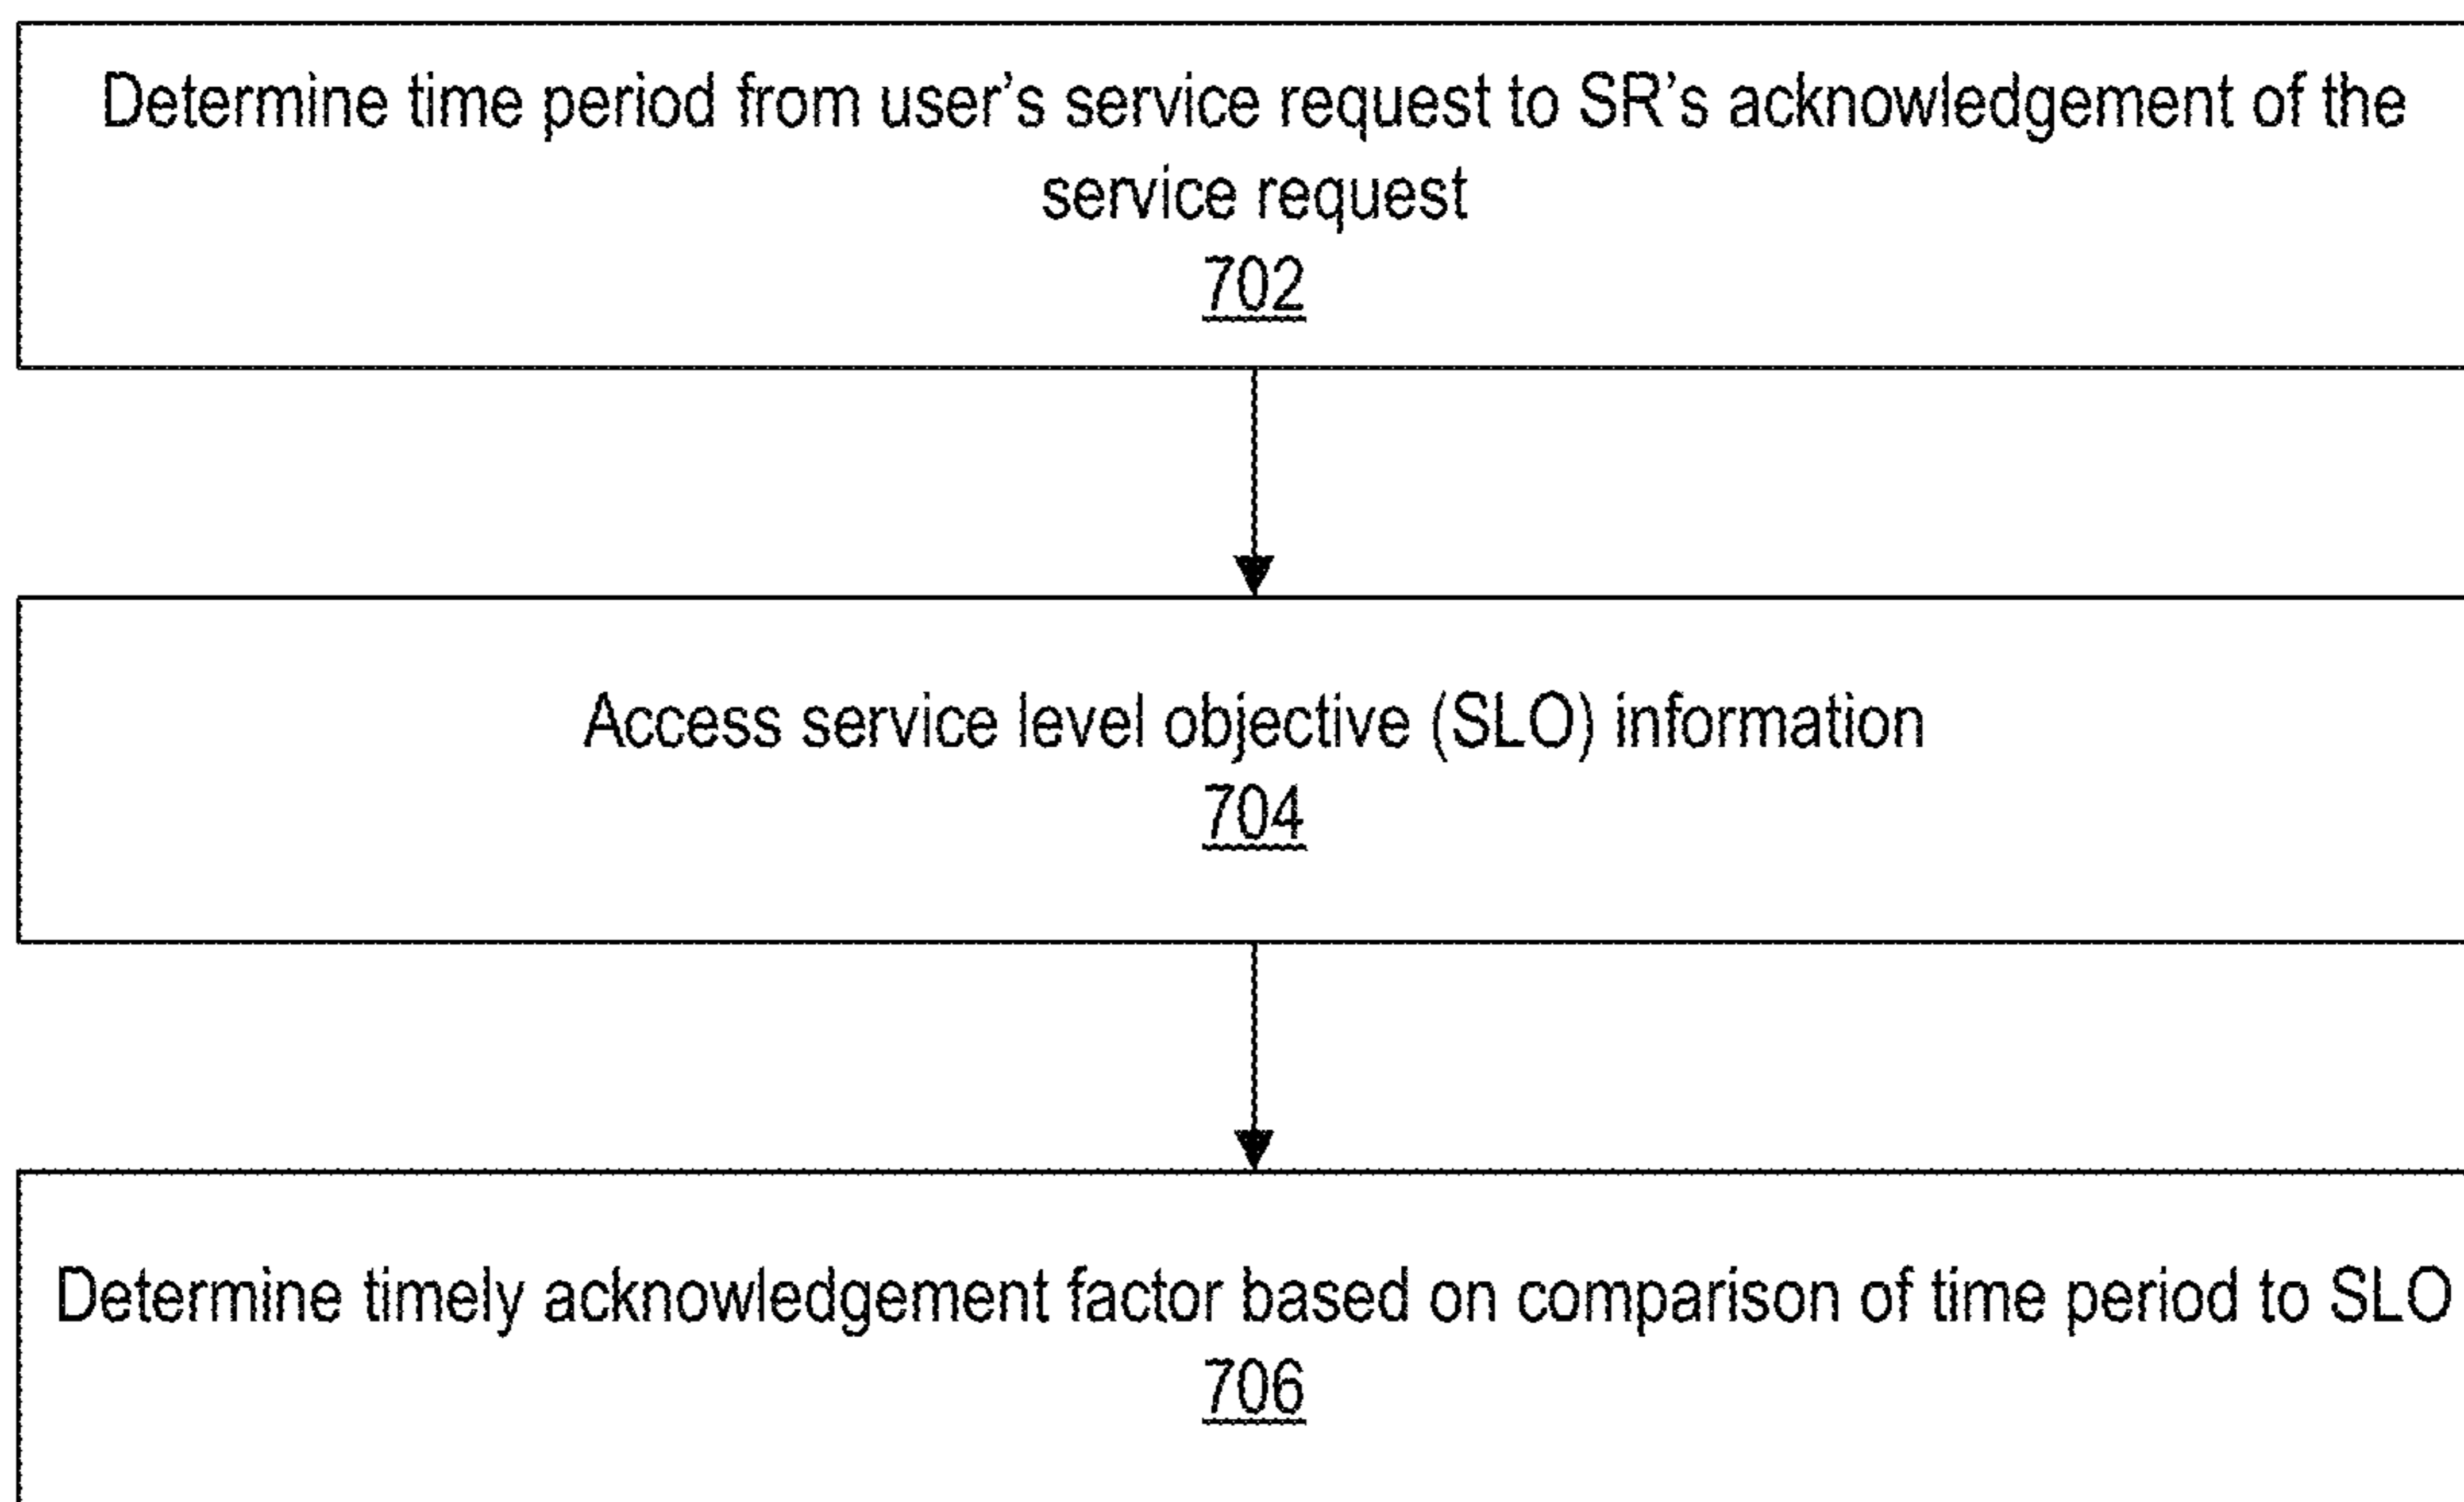 Determine time period from user's service request to SR's acknowledgement of the
service request
702
Access service level objective (SLO) information
704
Determine timely acknowledgement factor based on comparison of time period to SLO
706